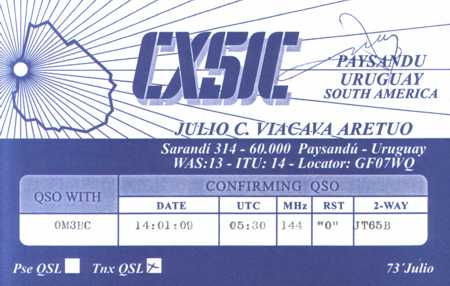 CX5IC
PAYSANDU
URUGUAY
SOUTH AMERICA
JULIO C. VIACAVA ARETUO
Sarandí 314 - 60.000 Paysandú - Uruguay
WAS:13 - ITU: 14 - Locator: GF07WQ
QSO WITH CONFIRMING QSO
DATE UTC MHz RST 2-WAY
OM3BC 14:01:09 05:30 144 "O" JT65B
Pse QSL Tnx QSL 73´Julio